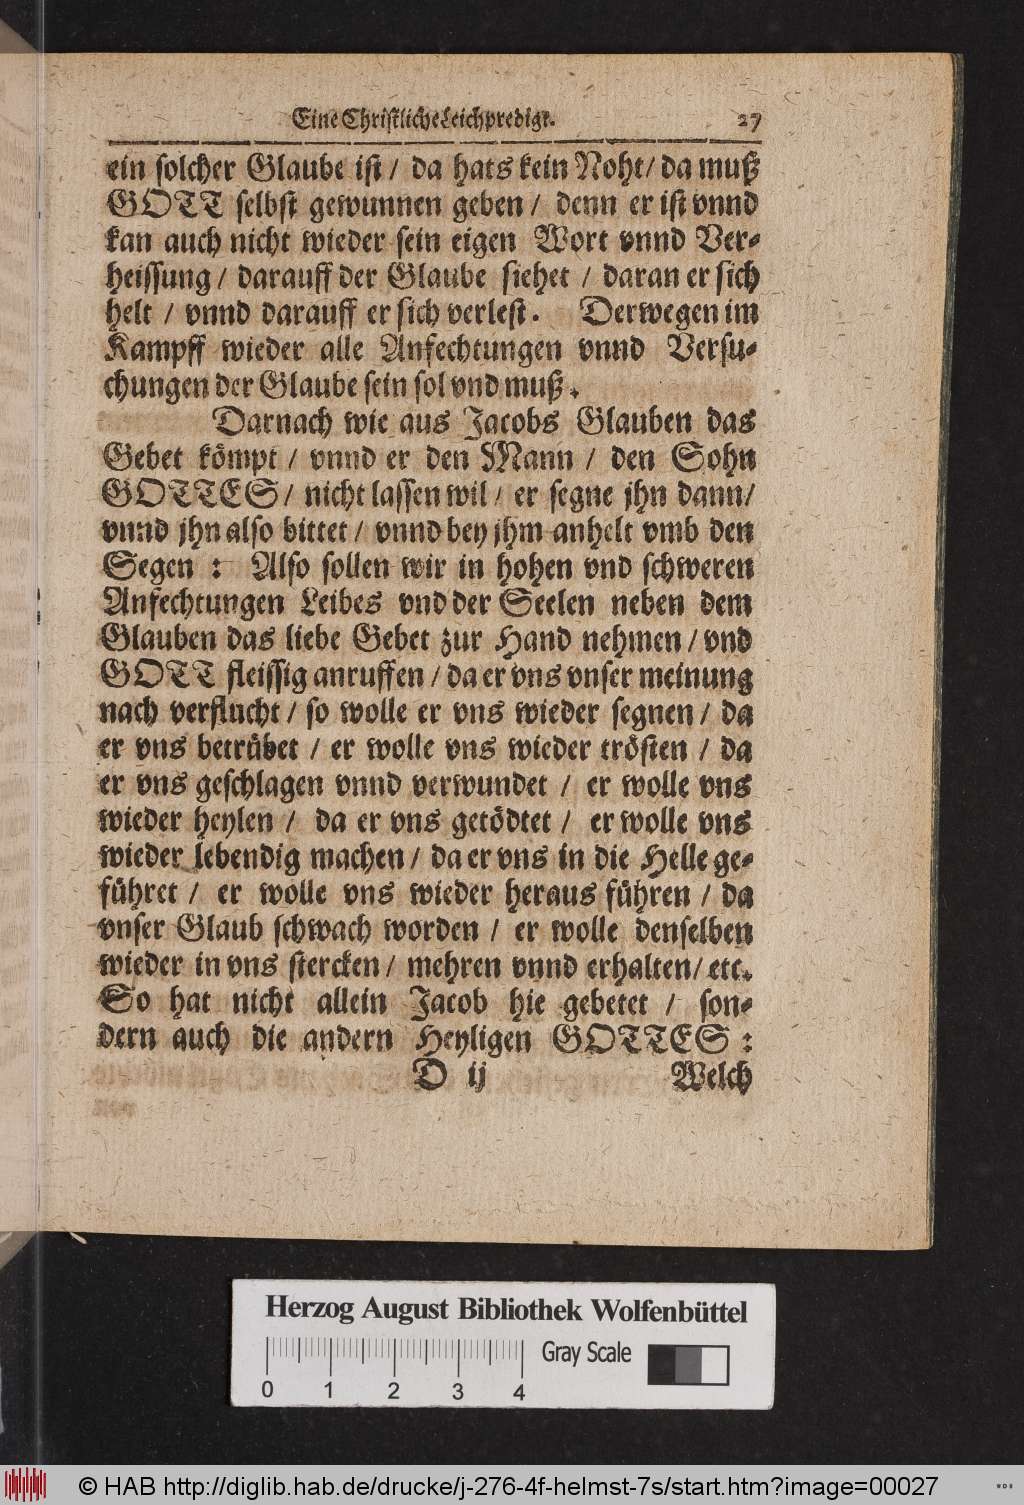 Eine Christliche Leichpredigt. 27
ein solcher Glaube ist / da hats kein Noht / da muß
GOTT selbst gewunnen geben / denn er ist vnnd
kan auch nicht wieder sein eigen Wort vnnd Ver-
heissung / darauff der Glaube siehet / daran er sich
helt / vnnd darauff er sich verlest. Derwegen im
Kampff wieder alle Anfechtungen vnnd Versu-
chungen der Glaube sein sol vnd muß.
Darnach wie aus Jacobs Glauben das
Gebet kömpt / vnnd er den Mann / den Sohn
GOTTES / nicht lassen wil / er segne jhn dann /
vnnd jhn also bittet / vnnd bey jhm anhelt vmb den
Segen : Also sollen wir in hohen vnd schweren
Anfechtungen Leibes vnd der Seelen neben dem
Glauben das liebe Gebet zur Hand nehmen / vnd
GOTT fleissig anruffen / da er vns vnser meinung
nach verflucht / so wolle er vns wieder segnen / da
er vns betrübet / er wolle vns wieder trösten / da
er vns geschlagen vnnd verwundet / er wolle vns
wieder heylen / da er vns getödtet / er wolle vns
wieder lebendig machen / da er vns in die Helle ge-
führet / er wolle vns wieder heraus führen / da
vnser Glaub schwach worden / er wolle denselben
wieder in vns stercken / mehren vnnd erhalten / etc.
So hat nicht allein Jacob hie gebetet / son-
dern auch die andern Heyligen GOTTES :
D ij Welch
Herzog August Bibliothek Wolfenbüttel
Gray Scale
0 1 2 3 4
© HAB http://diglib.hab.de/drucke/j-276-4f-helmst-7s/start.htm?image=00027